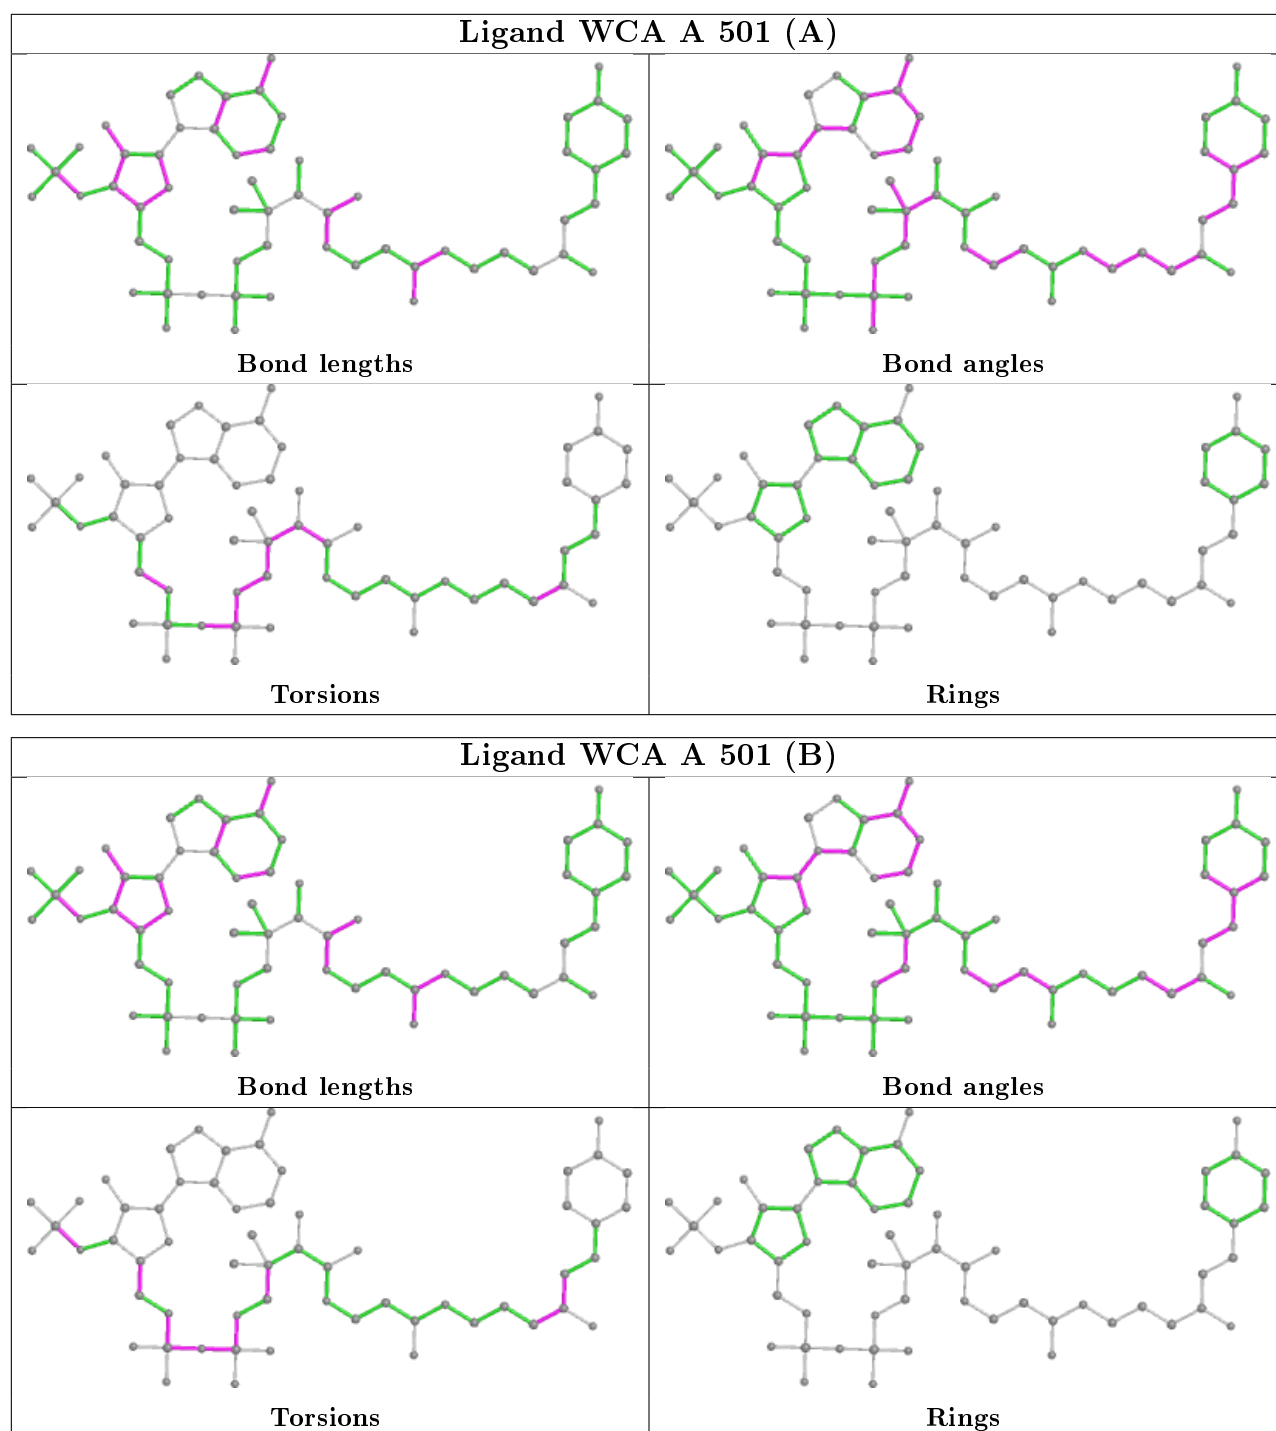 Ligand WCA A 501 (A)
Bond lengths
Bond angles
Torsions
Rings
Ligand WCA A 501 (B)
Bond lengths
Bond angles
Torsions
Rings